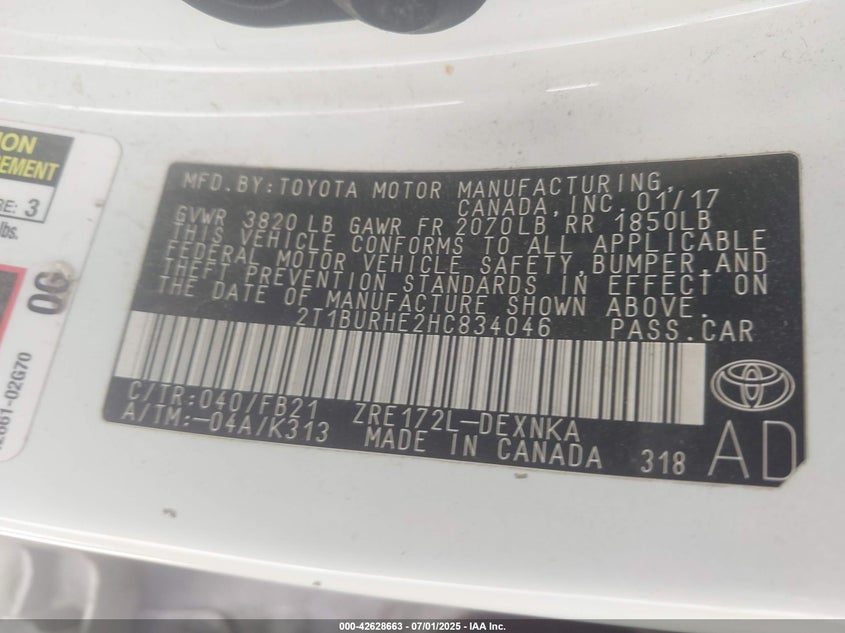 MFD.BY:TOYOTA MOTOR MANUFACTURING,
CANADA,INC. 01/17
GVWR 3820 LB GAWR FR 2070LB RR 1850LB
THIS VEHICLE CONFORMS TO ALL APPLICABLE
FEDERAL MOTOR VEHICLE SAFETY,BUMPER,AND
THEFT PREVENTION STANDARDS IN EFFECT ON
THE DATE OF MANUFACTURE SHOWN ABOVE.
2T1BURHE2HC834046 PASS.CAR
C/TR:040/FB21 ZRE172L-DEXNKA
A/TM:-04A/K313 MADE IN CANADA 318
AD
3
lbs.
-02G70
000-42628663 • 07/01/2025 • IAA Inc.